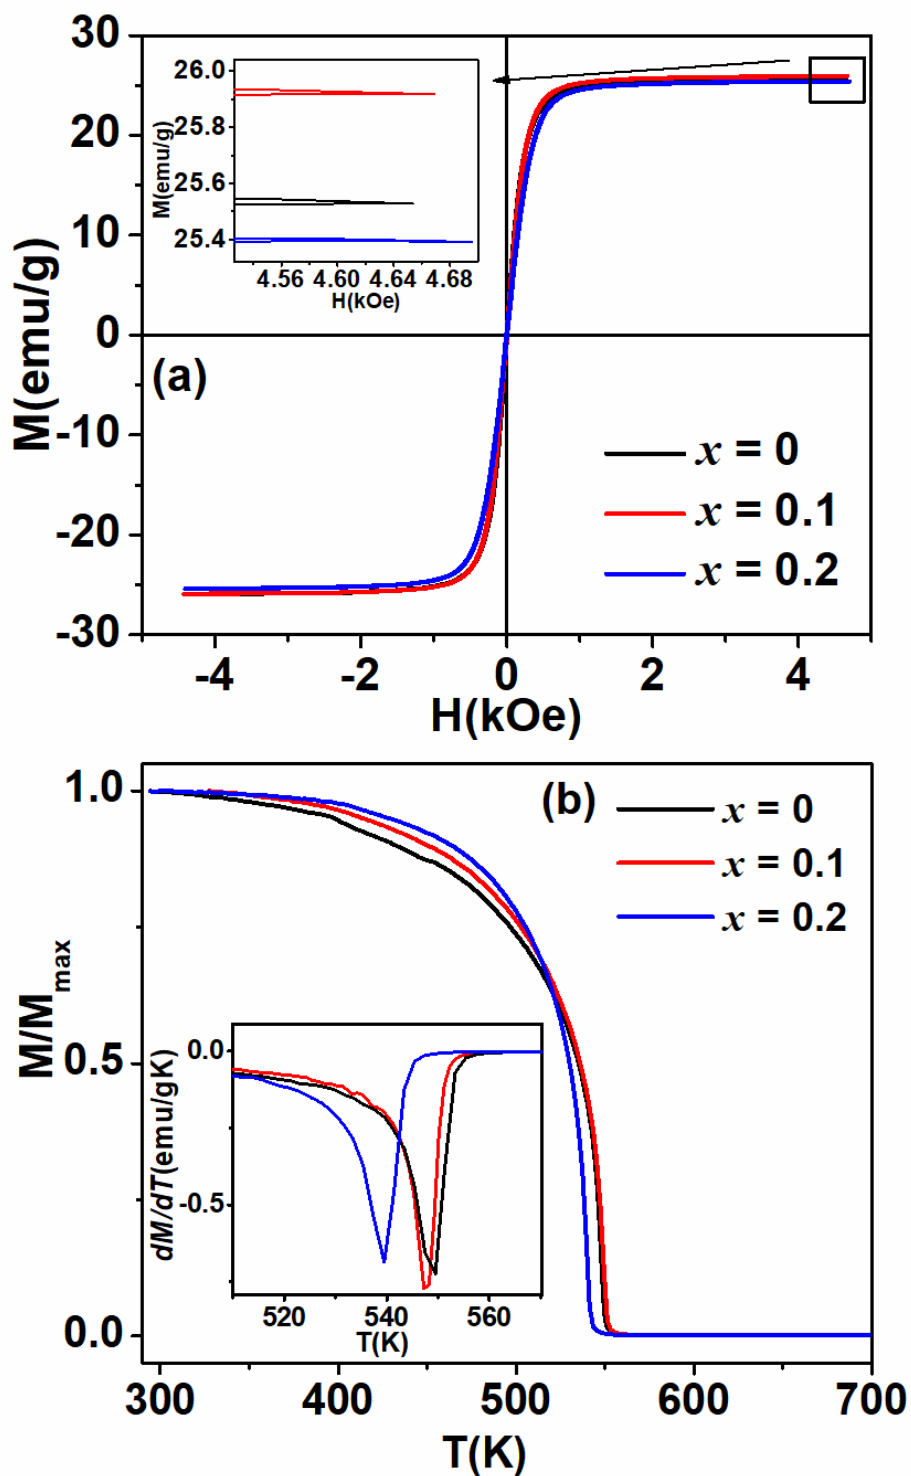 30
20
10
0
-10
-20
-30
M(emu/g)
26.0
25.8
25.6
25.4
M(emu/g)
4.56 4.60 4.64 4.68
H(kOe)
(a)
x = 0
x = 0.1
x = 0.2
-4 -2 0 2 4
H(kOe)
1.0
0.5
0.0
M/Mmax
(b)
x = 0
x = 0.1
x = 0.2
0.0
-0.5
dM/dT(emu/gK)
520 540 560
T(K)
300 400 500 600 700
T(K)